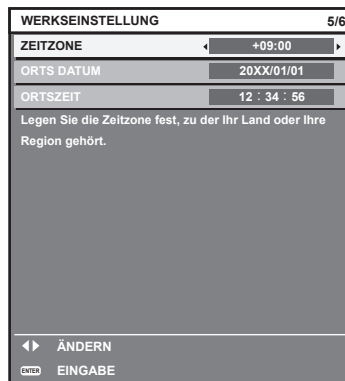 WERKSEINSTELLUNG 5/6
ZEITZONE +09:00
ORTS DATUM 20XX/01/01
ORTSZEIT 12 : 34 : 56
Legen Sie die Zeitzone fest, zu der Ihr Land oder Ihre
Region gehört.
ÄNDERN
ENTER EINGABE